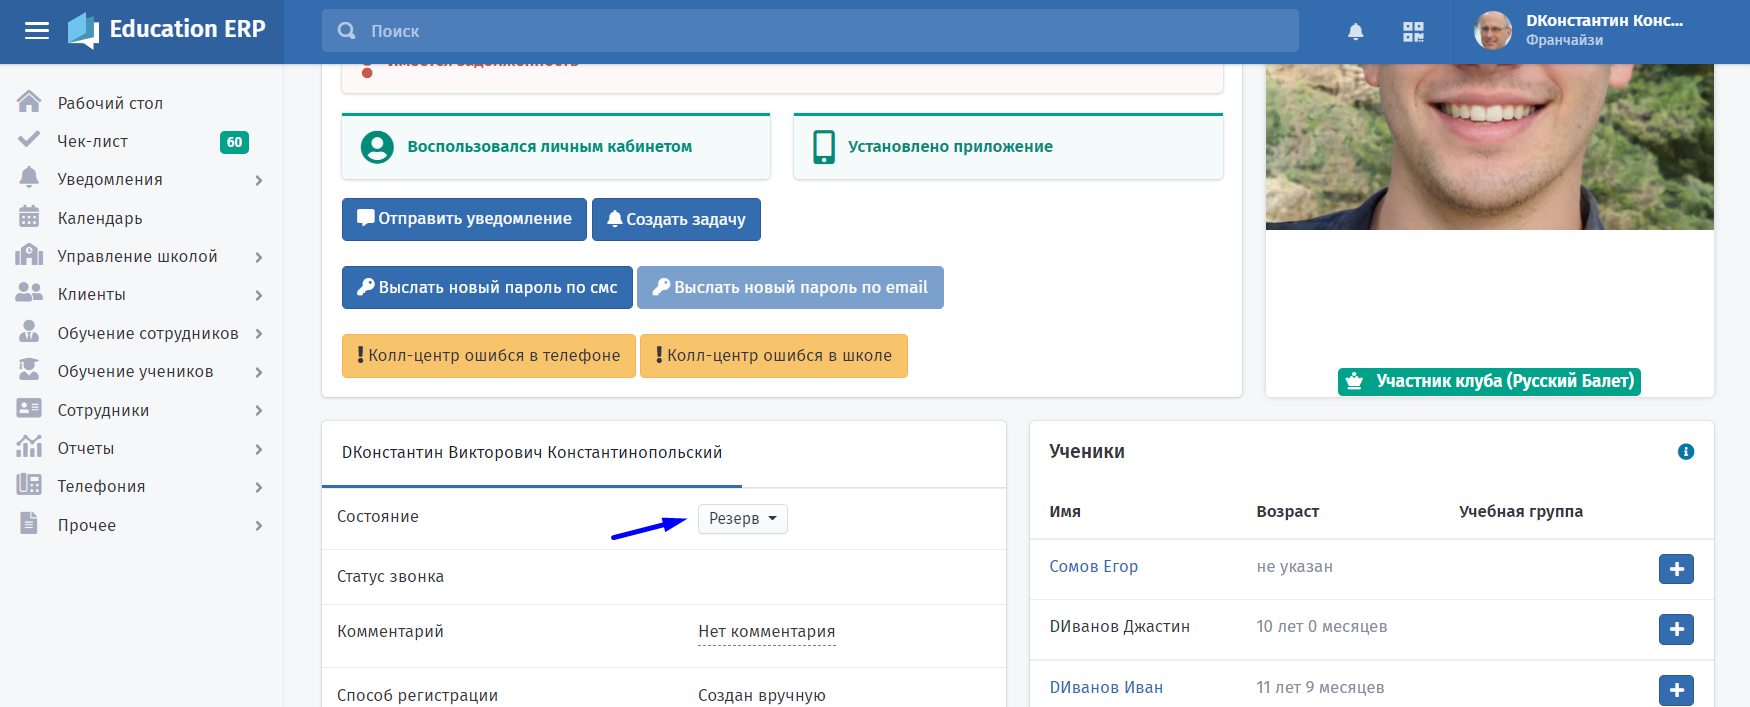 Education ERP
Поиск
DКонстантин Конс...
Франчайзи
Рабочий стол
Чек-лист
60
Уведомления
Календарь
Управление школой
Клиенты
Обучение сотрудников
Обучение учеников
Сотрудники
Отчеты
Телефония
Прочее
Имеется задолженность
Воспользовался личным кабинетом
Установлено приложение
Отправить уведомление
Создать задачу
Выслать новый пароль по смс
Выслать новый пароль по email
Колл-центр ошибся в телефоне
Колл-центр ошибся в школе
Участник клуба (Русский Балет)
DКонстантин Викторович Константинопольский
Состояние
Резерв
Статус звонка
Комментарий
Нет комментария
Способ регистрации
Создан вручную
Ученики
Имя Возраст Учебная группа
Сомов Егор не указан
DИванов Джастин 10 лет 0 месяцев
DИванов Иван 11 лет 9 месяцев